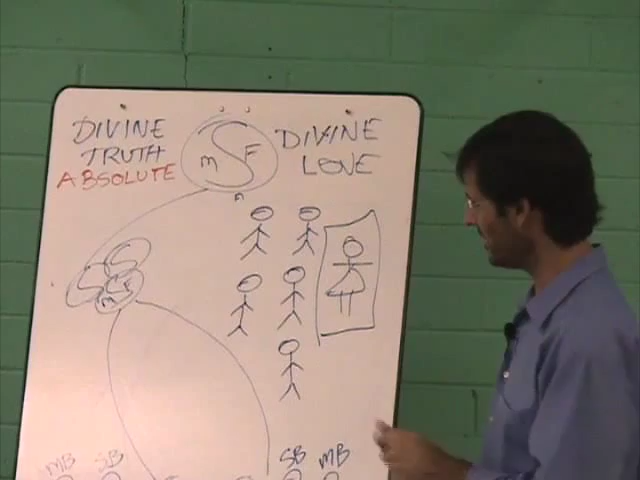 DIVINE
TRUTH
ABSOLUTE
M S F
DIVINE
LOVE
MB SB
SB MB